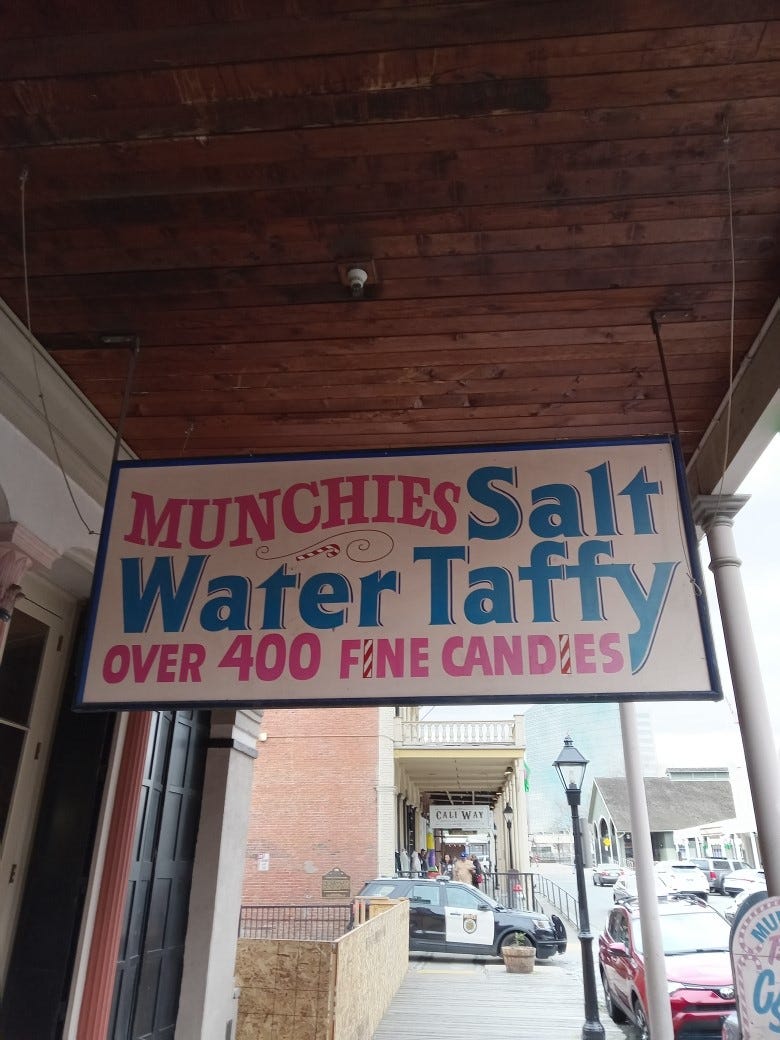 MUNCHIES Salt
Water Taffy
OVER 400 FINE CANDIES
CALI WAY